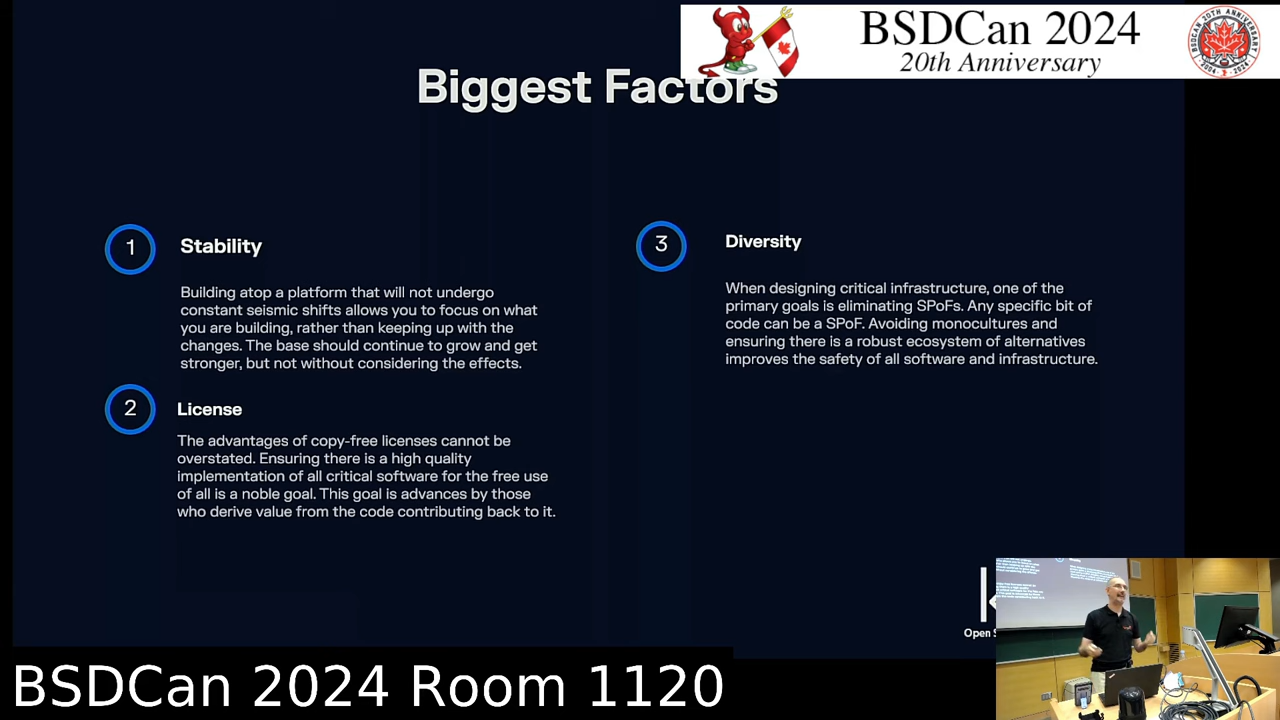 BSDCan 2024
20th Anniversary
Biggest Factors
1
Stability
Building atop a platform that will not undergo
constant seismic shifts allows you to focus on what
you are building, rather than keeping up with the
changes. The base should continue to grow and get
stronger, but not without considering the effects.
2
License
The advantages of copy-free licenses cannot be
overstated. Ensuring there is a high quality
implementation of all critical software for the free use
of all is a noble goal. This goal is advances by those
who derive value from the code contributing back to it.
3
Diversity
When designing critical infrastructure, one of the
primary goals is eliminating SPoFs. Any specific bit of
code can be a SPoF. Avoiding monocultures and
ensuring there is a robust ecosystem of alternatives
improves the safety of all software and infrastructure.
Open
BSDCan 2024 Room 1120